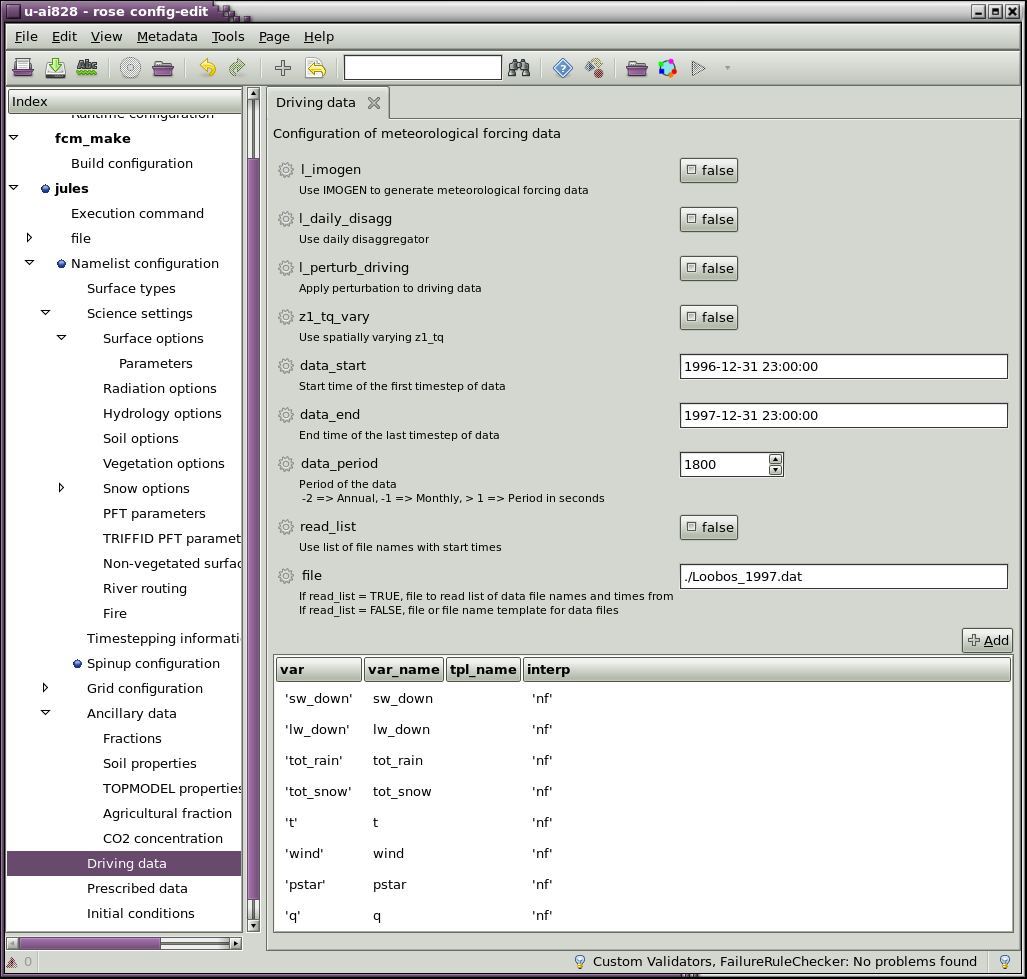 u-ai828 - rose config-edit
File Edit View Metadata Tools Page Help
Abc
Index
Runtime configuration
fcm_make
Build configuration
jules
Execution command
file
Namelist configuration
Surface types
Science settings
Surface options
Parameters
Radiation options
Hydrology options
Soil options
Vegetation options
Snow options
PFT parameters
TRIFFID PFT paramet
Non-vegetated surfac
River routing
Fire
Timestepping informati
Spinup configuration
Grid configuration
Ancillary data
Fractions
Soil properties
TOPMODEL properties
Agricultural fraction
CO2 concentration
Driving data
Prescribed data
Initial conditions
0
Driving data
Configuration of meteorological forcing data
l_imogen false
Use IMOGEN to generate meteorological forcing data
l_daily_disagg false
Use daily disaggregator
l_perturb_driving false
Apply perturbation to driving data
z1_tq_vary false
Use spatially varying z1_tq
data_start 1996-12-31 23:00:00
Start time of the first timestep of data
data_end 1997-12-31 23:00:00
End time of the last timestep of data
data_period 1800
Period of the data
-2 => Annual, -1 => Monthly, > 1 => Period in seconds
read_list false
Use list of file names with start times
file ./Loobos_1997.dat
If read_list = TRUE, file to read list of data file names and times from
If read_list = FALSE, file or file name template for data files
Add
var var_name tpl_name interp
'sw_down' sw_down 'nf'
'lw_down' lw_down 'nf'
'tot_rain' tot_rain 'nf'
'tot_snow' tot_snow 'nf'
't' t 'nf'
'wind' wind 'nf'
'pstar' pstar 'nf'
'q' q 'nf'
Custom Validators, FailureRuleChecker: No problems found